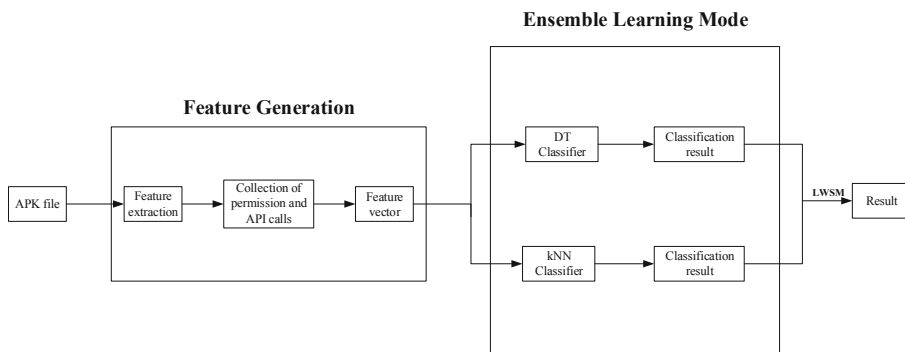 Ensemble Learning Mode
Feature Generation
APK file
Feature
extraction
Collection of
permission and
API calls
Feature
vector
DT
Classifier
Classification
result
kNN
Classifier
Classification
result
LWSM
Result